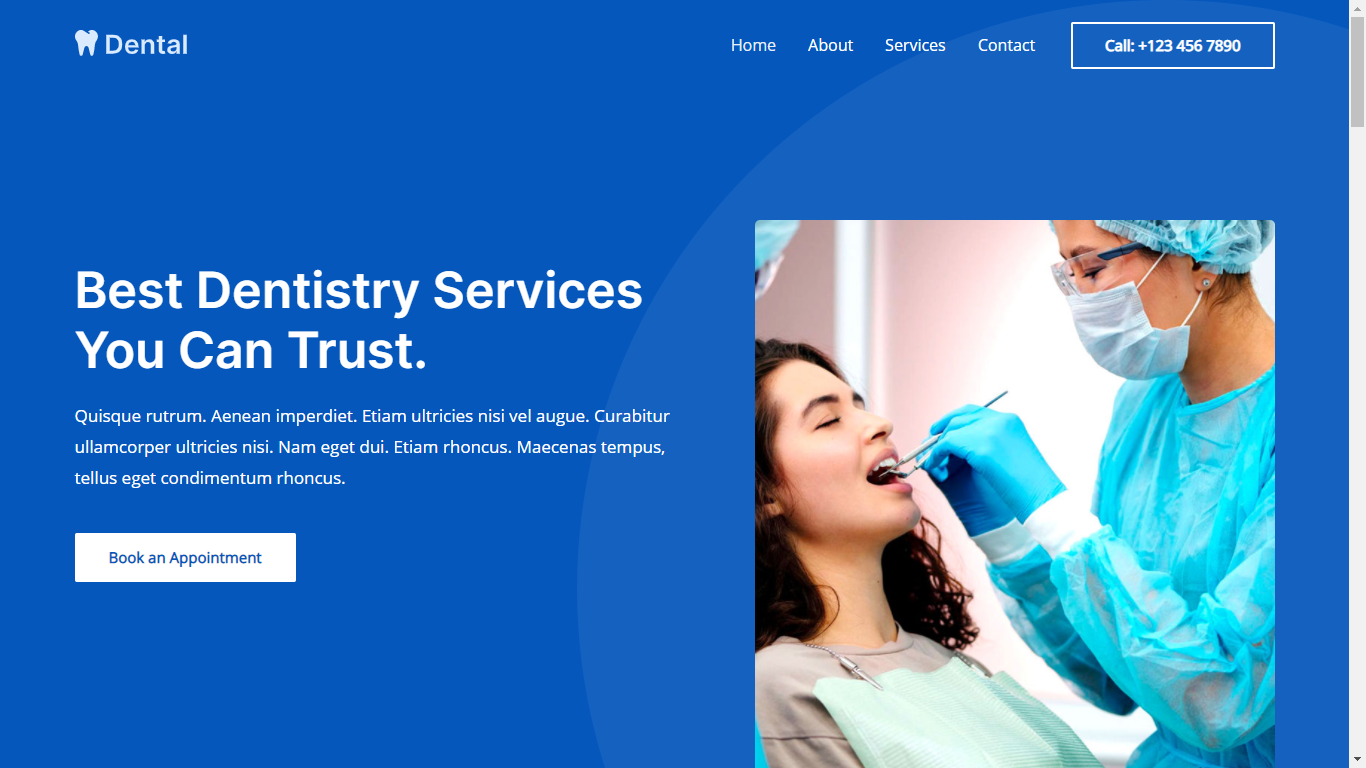 Dental
Home
About
Services
Contact
Call: +123 456 7890
Best Dentistry Services
You Can Trust.
Quisque rutrum. Aenean imperdiet. Etiam ultricies nisi vel augue. Curabitur
ullamcorper ultricies nisi. Nam eget dui. Etiam rhoncus. Maecenas tempus,
tellus eget condimentum rhoncus.
Book an Appointment